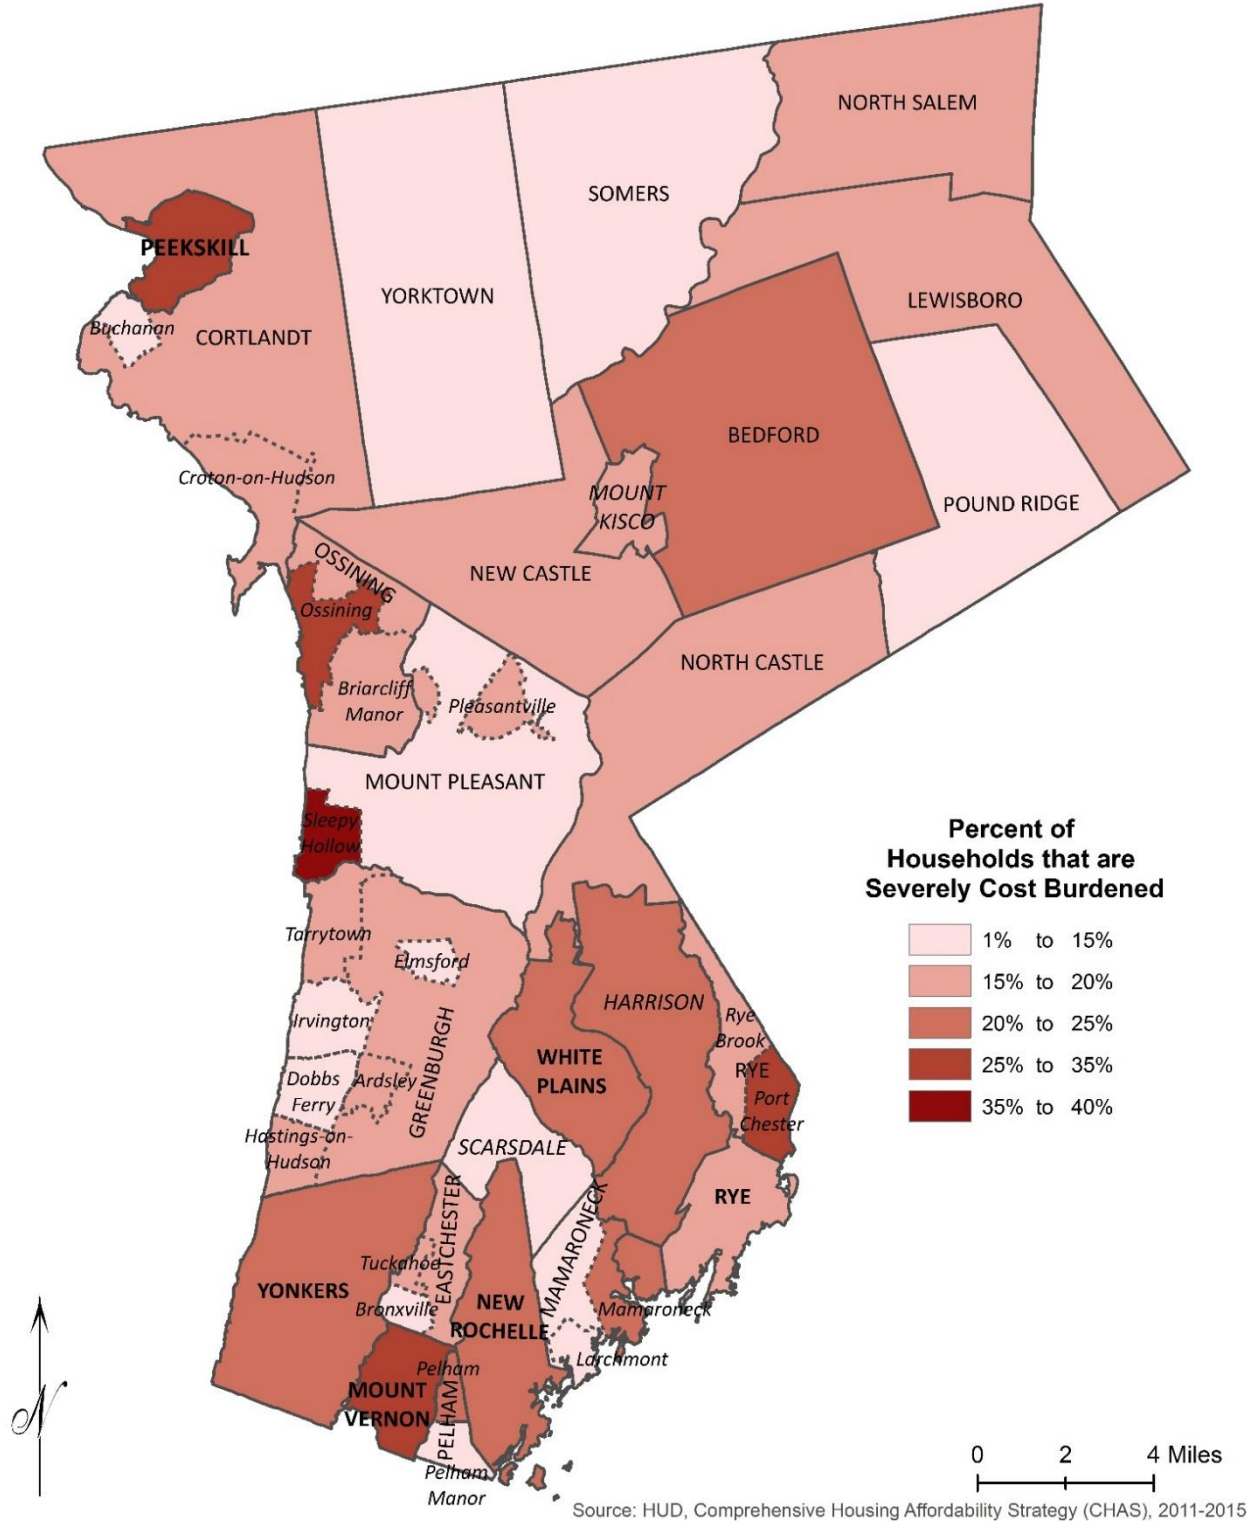 NORTH SALEM
SOMERS
PEEKSKILL
YORKTOWN
LEWISBORO
Buchanan
CORTLANDT
BEDFORD
Croton-on-Hudson
MOUNT
KISCO
POUND RIDGE
OSSINING
NEW CASTLE
Ossining
NORTH CASTLE
Briarcliff
Manor
Pleasantville
MOUNT PLEASANT
Sleepy
Hollow
Percent of
Households that are
Severely Cost Burdened
1% to 15%
15% to 20%
20% to 25%
25% to 35%
35% to 40%
Tarrytown
Elmsford
HARRISON
Irvington
Rye
Brook
GREENBURGH
WHITE
PLAINS
RYE
Dobbs
Ferry
Ardsley
Port
Chester
Hastings-on-
Hudson
SCARSDALE
RYE
EASTCHESTER
MAMARONECK
Tuckahoe
YONKERS
Bronxville
NEW
ROCHELLE
Mamaroneck
Larchmont
Pelham
MOUNT
VERNON
PELHAM
Pelham
Manor
N
0 2 4 Miles
Source: HUD, Comprehensive Housing Affordability Strategy (CHAS), 2011-2015